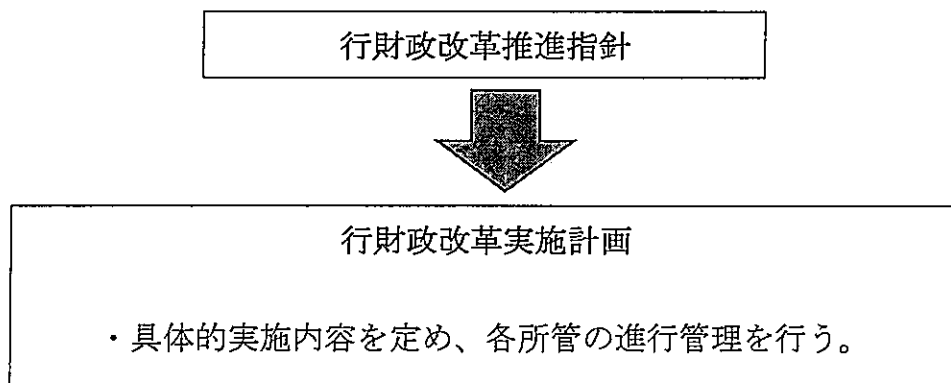 行財政改革推進指針
行財政改革実施計画
・具体的実施内容を定め、各所管の進行管理を行う。